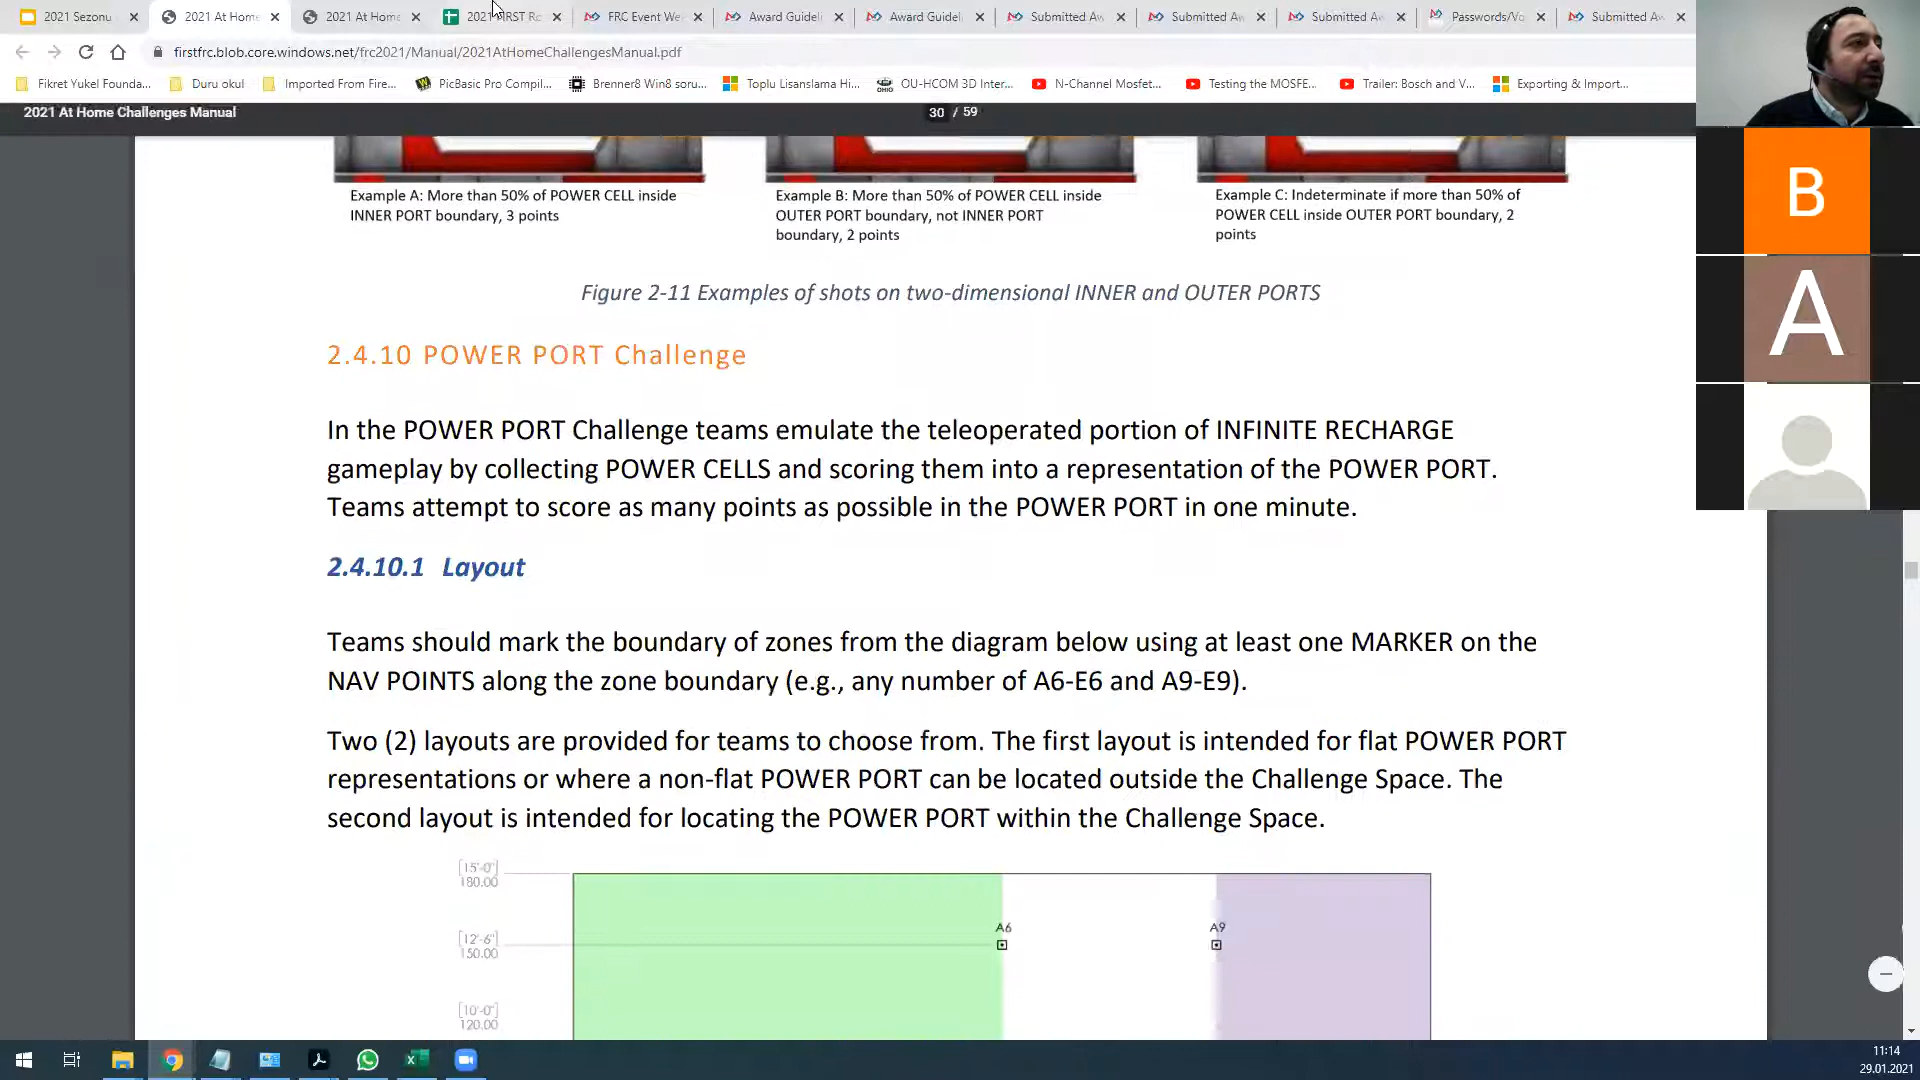 2021 Sezonu
2021 At Home
2021 At Home
2021 FIRST Ro
FRC Event We
Award Guideli
Award Guideli
Submitted Aw
Submitted Aw
Submitted Aw
Passwords/Vo
Submitted Aw
firstfrc.blob.core.windows.net/frc2021/Manual/2021AtHomeChallengesManual.pdf
Fikret Yukel Founda...
Duru okul
Imported From Fire...
PicBasic Pro Compil...
Brenner8 Win8 soru...
Toplu Lisanslama Hi...
OU-HCOM 3D Inter...
N-Channel Mosfet...
Testing the MOSFE...
Trailer: Bosch and V...
Exporting & Import...
2021 At Home Challenges Manual
30 / 59
Example A: More than 50% of POWER CELL inside
INNER PORT boundary, 3 points
Example B: More than 50% of POWER CELL inside
OUTER PORT boundary, not INNER PORT
boundary, 2 points
Example C: Indeterminate if more than 50% of
POWER CELL inside OUTER PORT boundary, 2
points
Figure 2-11 Examples of shots on two-dimensional INNER and OUTER PORTS
2.4.10 POWER PORT Challenge
In the POWER PORT Challenge teams emulate the teleoperated portion of INFINITE RECHARGE
gameplay by collecting POWER CELLS and scoring them into a representation of the POWER PORT.
Teams attempt to score as many points as possible in the POWER PORT in one minute.
2.4.10.1 Layout
Teams should mark the boundary of zones from the diagram below using at least one MARKER on the
NAV POINTS along the zone boundary (e.g., any number of A6-E6 and A9-E9).
Two (2) layouts are provided for teams to choose from. The first layout is intended for flat POWER PORT
representations or where a non-flat POWER PORT can be located outside the Challenge Space. The
second layout is intended for locating the POWER PORT within the Challenge Space.
[15'-0"]
180.00
A6
A9
[12'-6"]
150.00
[10'-0"]
120.00
B
A
11:14
29.01.2021